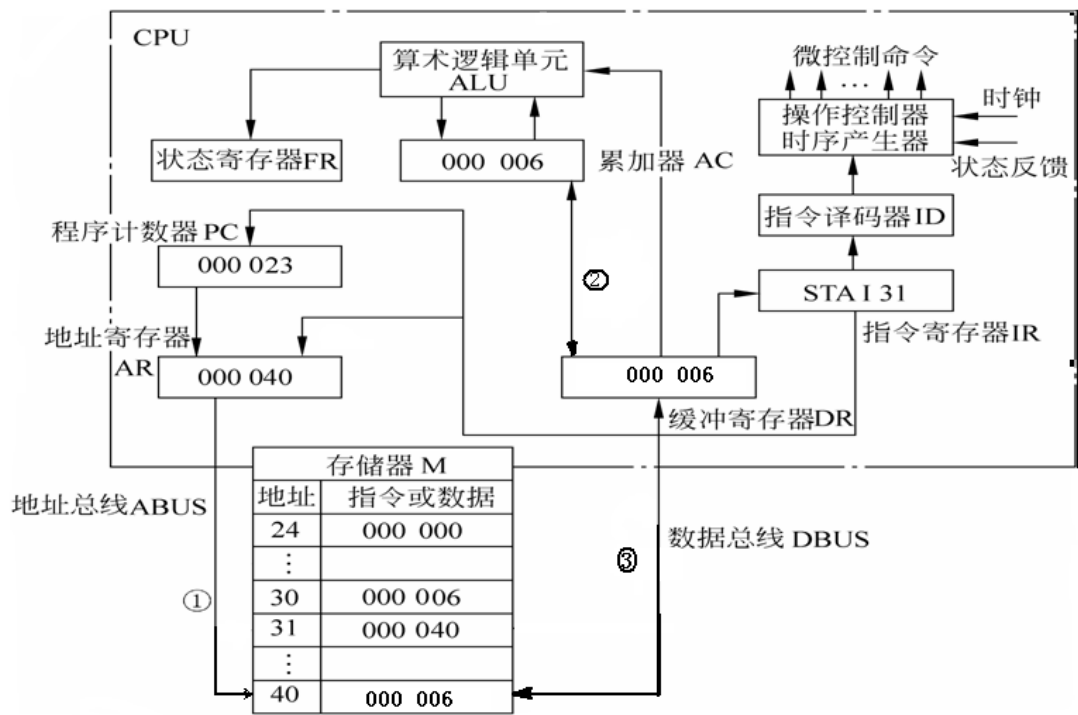 CPU
算术逻辑单元
ALU
微控制命令
…
操作控制器
时序产生器
时钟
状态反馈
状态寄存器FR
000 006
累加器 AC
指令译码器ID
程序计数器PC
000 023
②
STA I 31
指令寄存器IR
地址寄存器
AR
000 040
000 006
缓冲寄存器DR
存储器 M
地址 指令或数据
地址总线ABUS
24 000 000
数据总线 DBUS
⋮
③
①
30 000 006
31 000 040
⋮
40 000 006